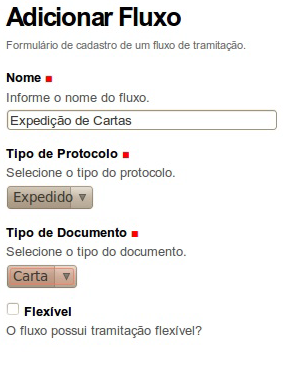 Adicionar Fluxo
Formulário de cadastro de um fluxo de tramitação.
Nome
Informe o nome do fluxo.
Expedição de Cartas
Tipo de Protocolo
Selecione o tipo do protocolo.
Expedido
Tipo de Documento
Selecione o tipo do documento.
Carta
Flexível
O fluxo possui tramitação flexível?